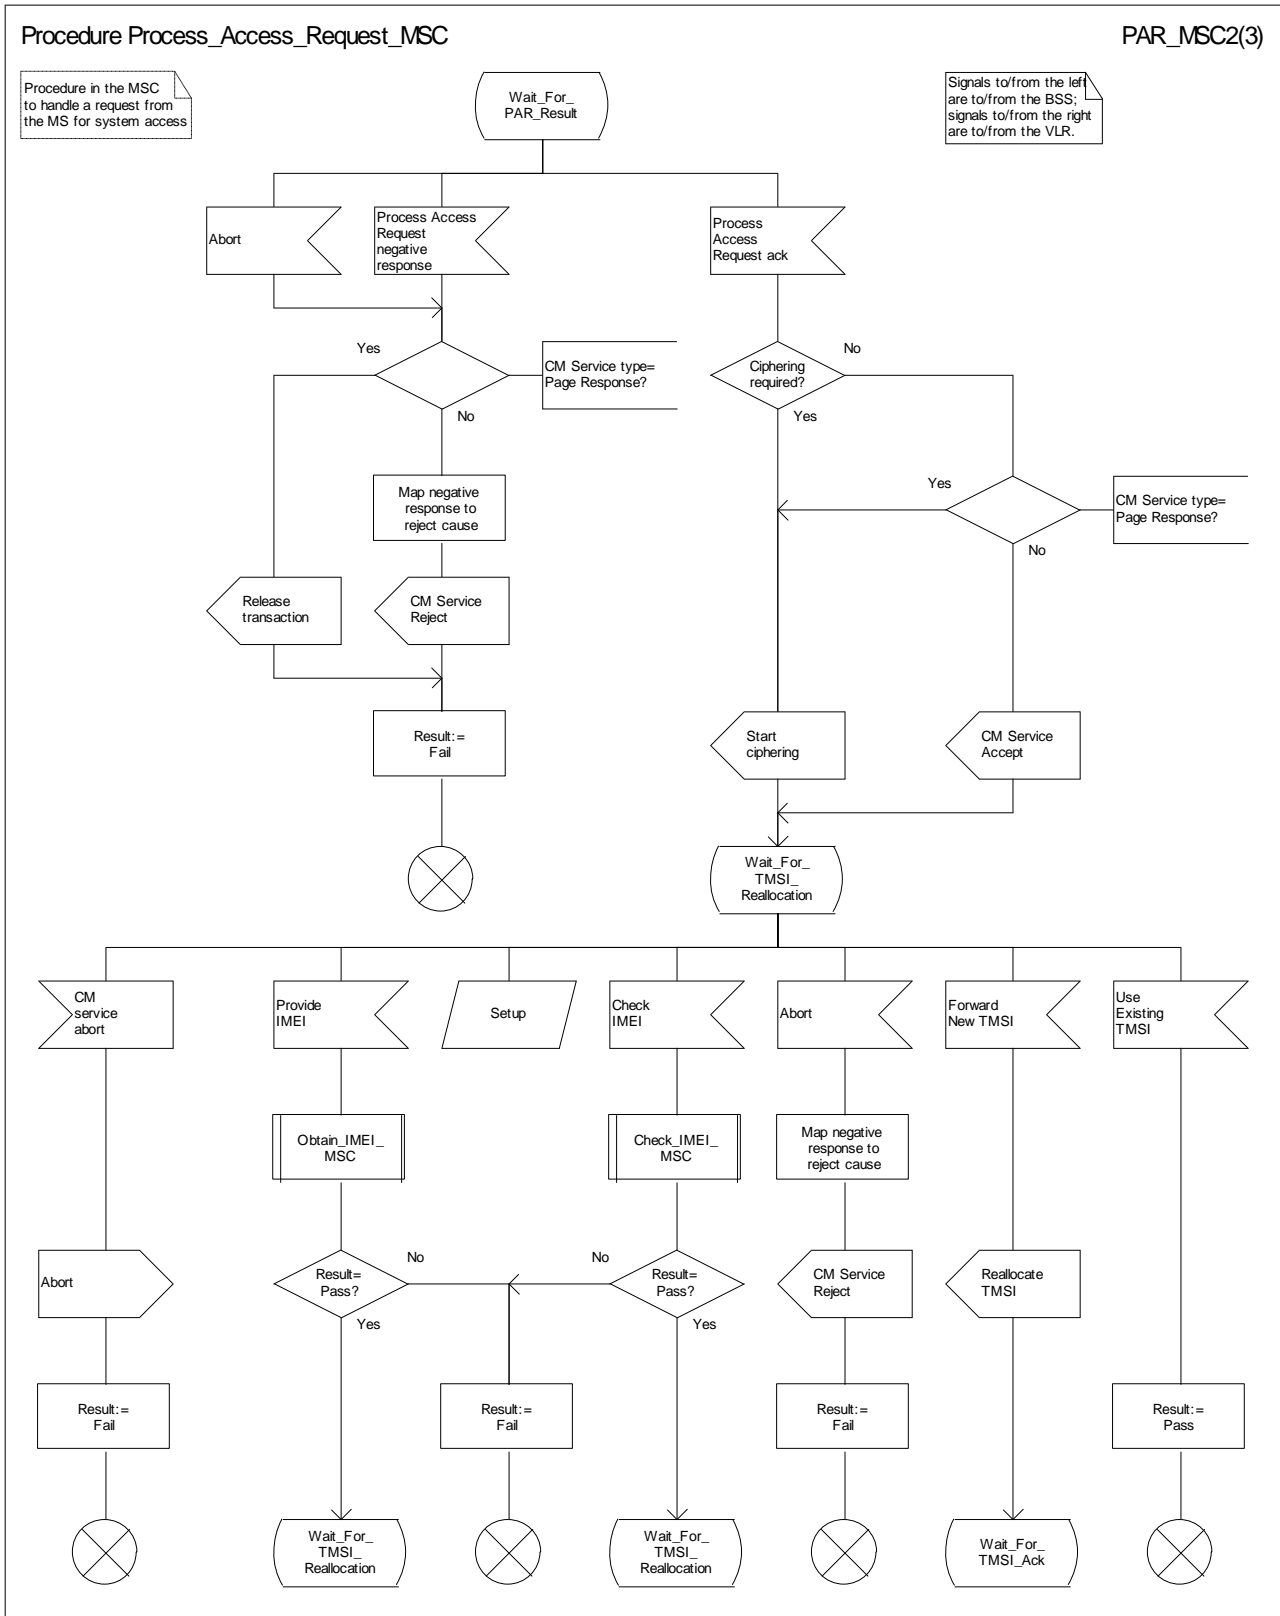 Procedure Process_Access_Request_MSC
PAR_MSC2(3)
Procedure in the MSC
to handle a request from
the MS for system access
Wait_For_
PAR_Result
Signals to/from the left
are to/from the BSS;
signals to/from the right
are to/from the VLR.
Abort
Process Access
Request
negative
response
Process
Access
Request ack
Yes
CM Service type=
Page Response?
No
Ciphering
required?
No
Yes
Map negative
response to
reject cause
Yes
CM Service type=
Page Response?
No
Release
transaction
CM Service
Reject
Result:=
Fail
Start
ciphering
CM Service
Accept
Wait_For_
TMSI_
Reallocation
CM
service
abort
Provide
IMEI
Setup
Check
IMEI
Abort
Forward
New TMSI
Use
Existing
TMSI
Obtain_IMEI_
MSC
Check_IMEI_
MSC
Map negative
response to
reject cause
Abort
Result=
Pass?
No
Yes
No
Result=
Pass?
Yes
CM Service
Reject
Reallocate
TMSI
Result:=
Fail
Result:=
Fail
Result:=
Fail
Result:=
Pass
Wait_For_
TMSI_
Reallocation
Wait_For_
TMSI_
Reallocation
Wait_For_
TMSI_Ack